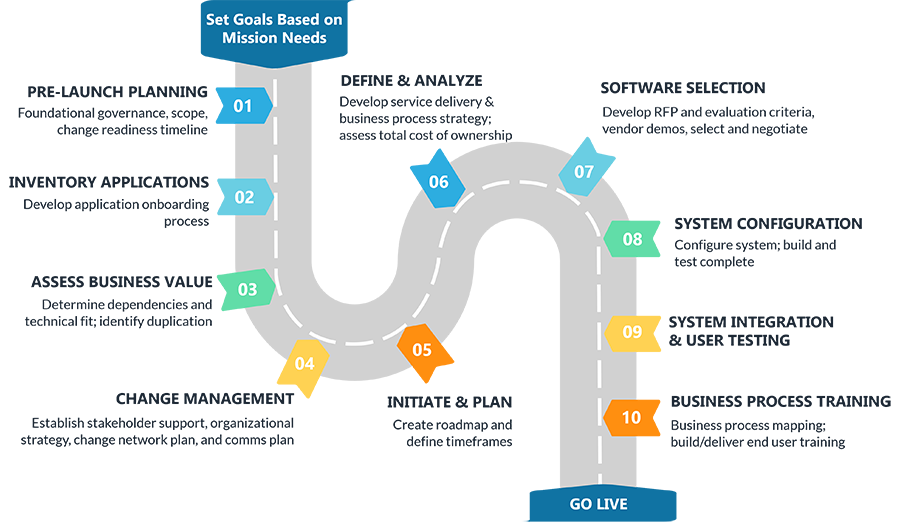 Set Goals Based on
Mission Needs
PRE-LAUNCH PLANNING
Foundational governance, scope,
change readiness timeline
01
INVENTORY APPLICATIONS
Develop application onboarding
process
02
ASSESS BUSINESS VALUE
Determine dependencies and
technical fit; identify duplication
03
04
CHANGE MANAGEMENT
Establish stakeholder support, organizational
strategy, change network plan, and comms plan
05
INITIATE & PLAN
Create roadmap and
define timeframes
DEFINE & ANALYZE
Develop service delivery &
business process strategy;
assess total cost of ownership
06
SOFTWARE SELECTION
Develop RFP and evaluation criteria,
vendor demos, select and negotiate
07
08
SYSTEM CONFIGURATION
Configure system; build and
test complete
09
SYSTEM INTEGRATION
& USER TESTING
10
BUSINESS PROCESS TRAINING
Business process mapping;
build/deliver end user training
GO LIVE